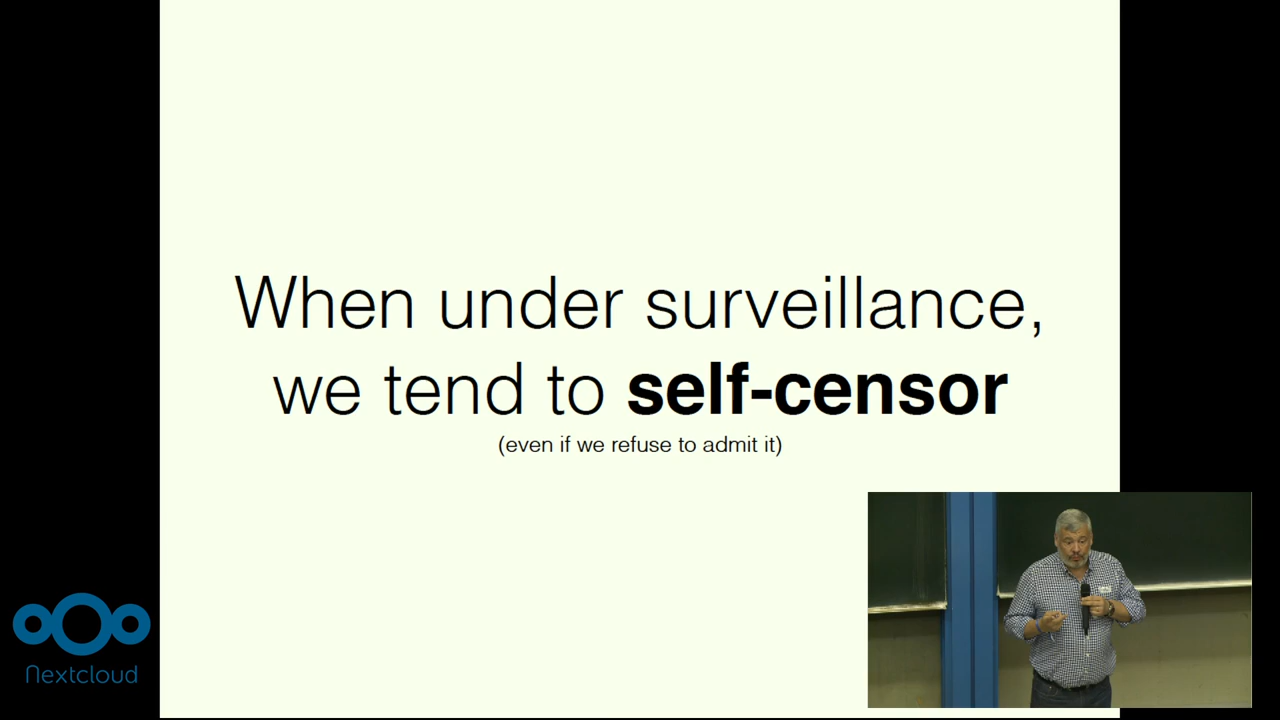 When under surveillance,
we tend to self-censor
(even if we refuse to admit it)
Nextcloud